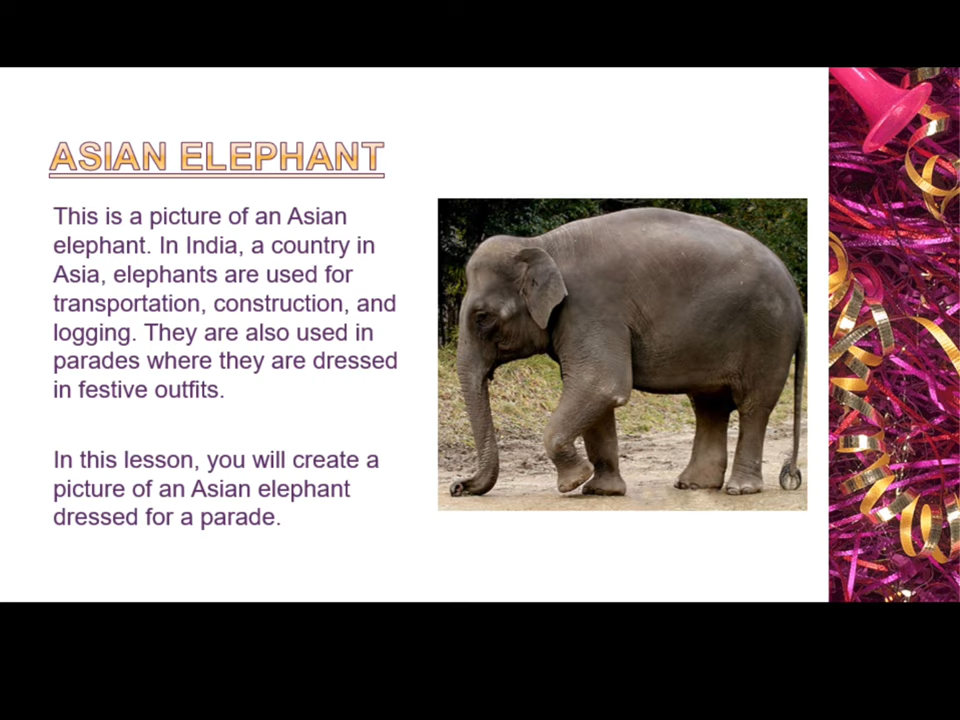 ASIAN ELEPHANT
This is a picture of an Asian
elephant. In India, a country in
Asia, elephants are used for
transportation, construction, and
logging. They are also used in
parades where they are dressed
in festive outfits.
In this lesson, you will create a
picture of an Asian elephant
dressed for a parade.